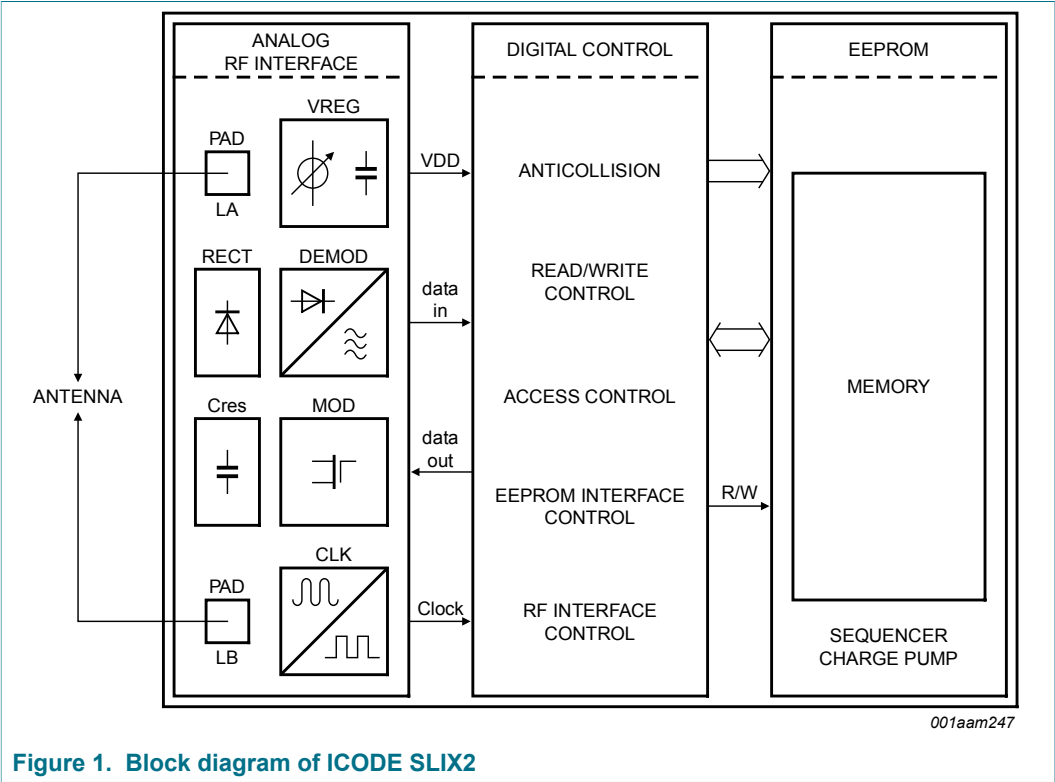 ANALOG
RF INTERFACE
DIGITAL CONTROL
EEPROM
VREG
PAD
LA
VDD
ANTICOLLISION
RECT
DEMOD
data
in
READ/WRITE
CONTROL
ANTENNA
Cres
MOD
data
out
ACCESS CONTROL
MEMORY
EEPROM INTERFACE
CONTROL
R/W
CLK
PAD
LB
Clock
RF INTERFACE
CONTROL
SEQUENCER
CHARGE PUMP
001aam247
Figure 1. Block diagram of ICODE SLIX2